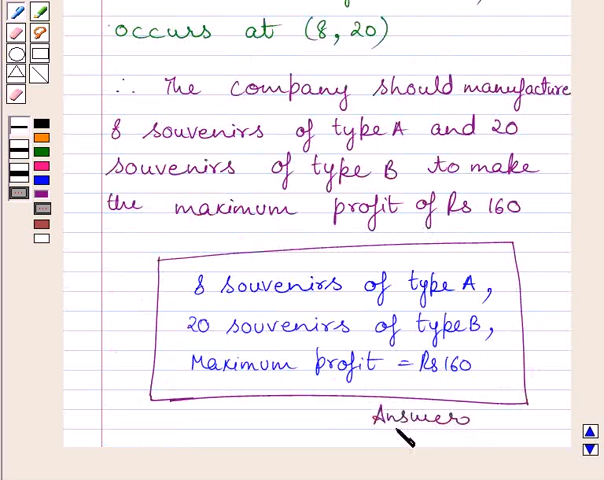 occurs at (8, 20)
∴ The company should manufacture
8 souvenirs of type A and 20
souvenirs of type B to make
the maximum profit of Rs 160
8 souvenirs of type A,
20 souvenirs of type B,
Maximum profit = Rs 160
Answer